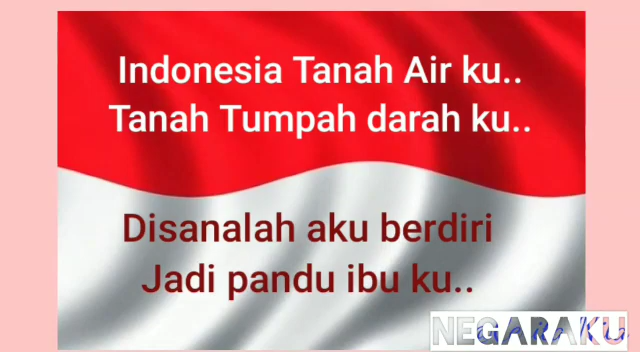 Indonesia Tanah Air ku..
Tanah Tumpah darah ku..
Disanalah aku berdiri
Jadi pandu ibu ku..
NEGARAKU